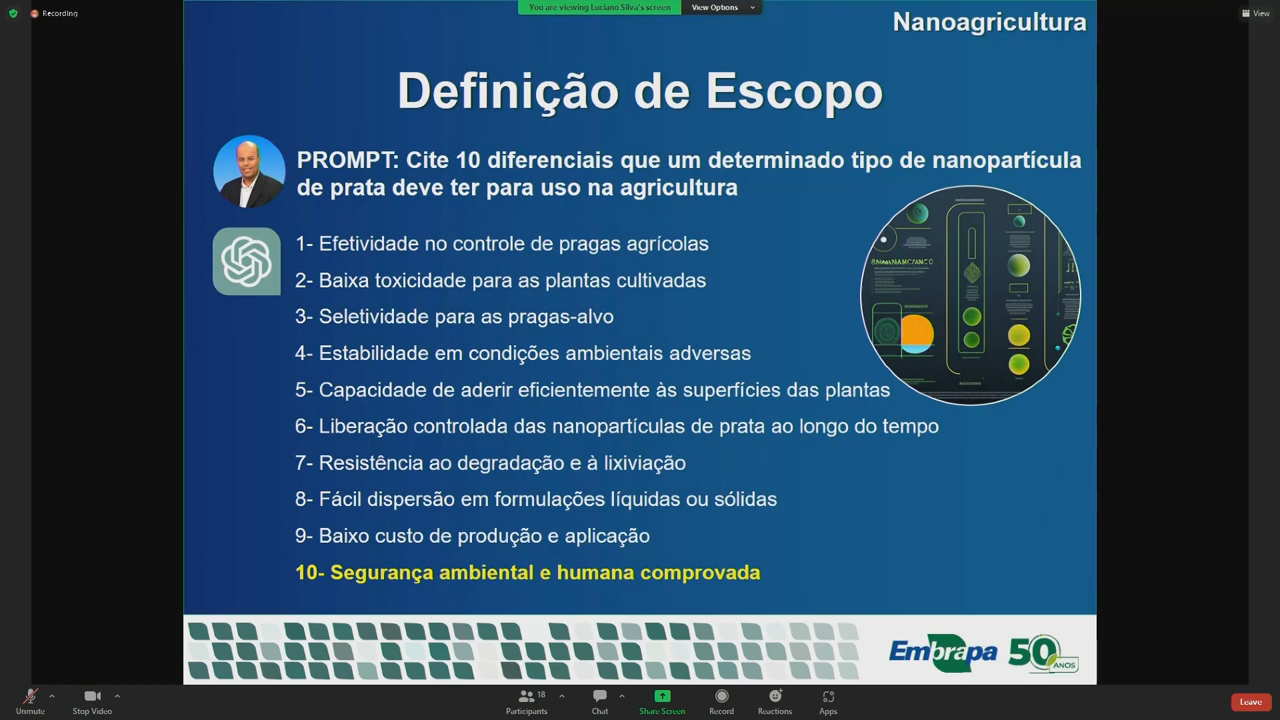 Recording
You are viewing Luciano Silva's screen
View Options
View
Nanoagricultura
Definição de Escopo
PROMPT: Cite 10 diferenciais que um determinado tipo de nanopartícula
de prata deve ter para uso na agricultura
1- Efetividade no controle de pragas agrícolas
2- Baixa toxicidade para as plantas cultivadas
3- Seletividade para as pragas-alvo
4- Estabilidade em condições ambientais adversas
5- Capacidade de aderir eficientemente às superfícies das plantas
6- Liberação controlada das nanopartículas de prata ao longo do tempo
7- Resistência ao degradação e à lixiviação
8- Fácil dispersão em formulações líquidas ou sólidas
9- Baixo custo de produção e aplicação
10- Segurança ambiental e humana comprovada
Embrapa 50 ANOS
Unmute
Stop Video
18
Participants
Chat
Share Screen
Record
Reactions
Apps
Leave